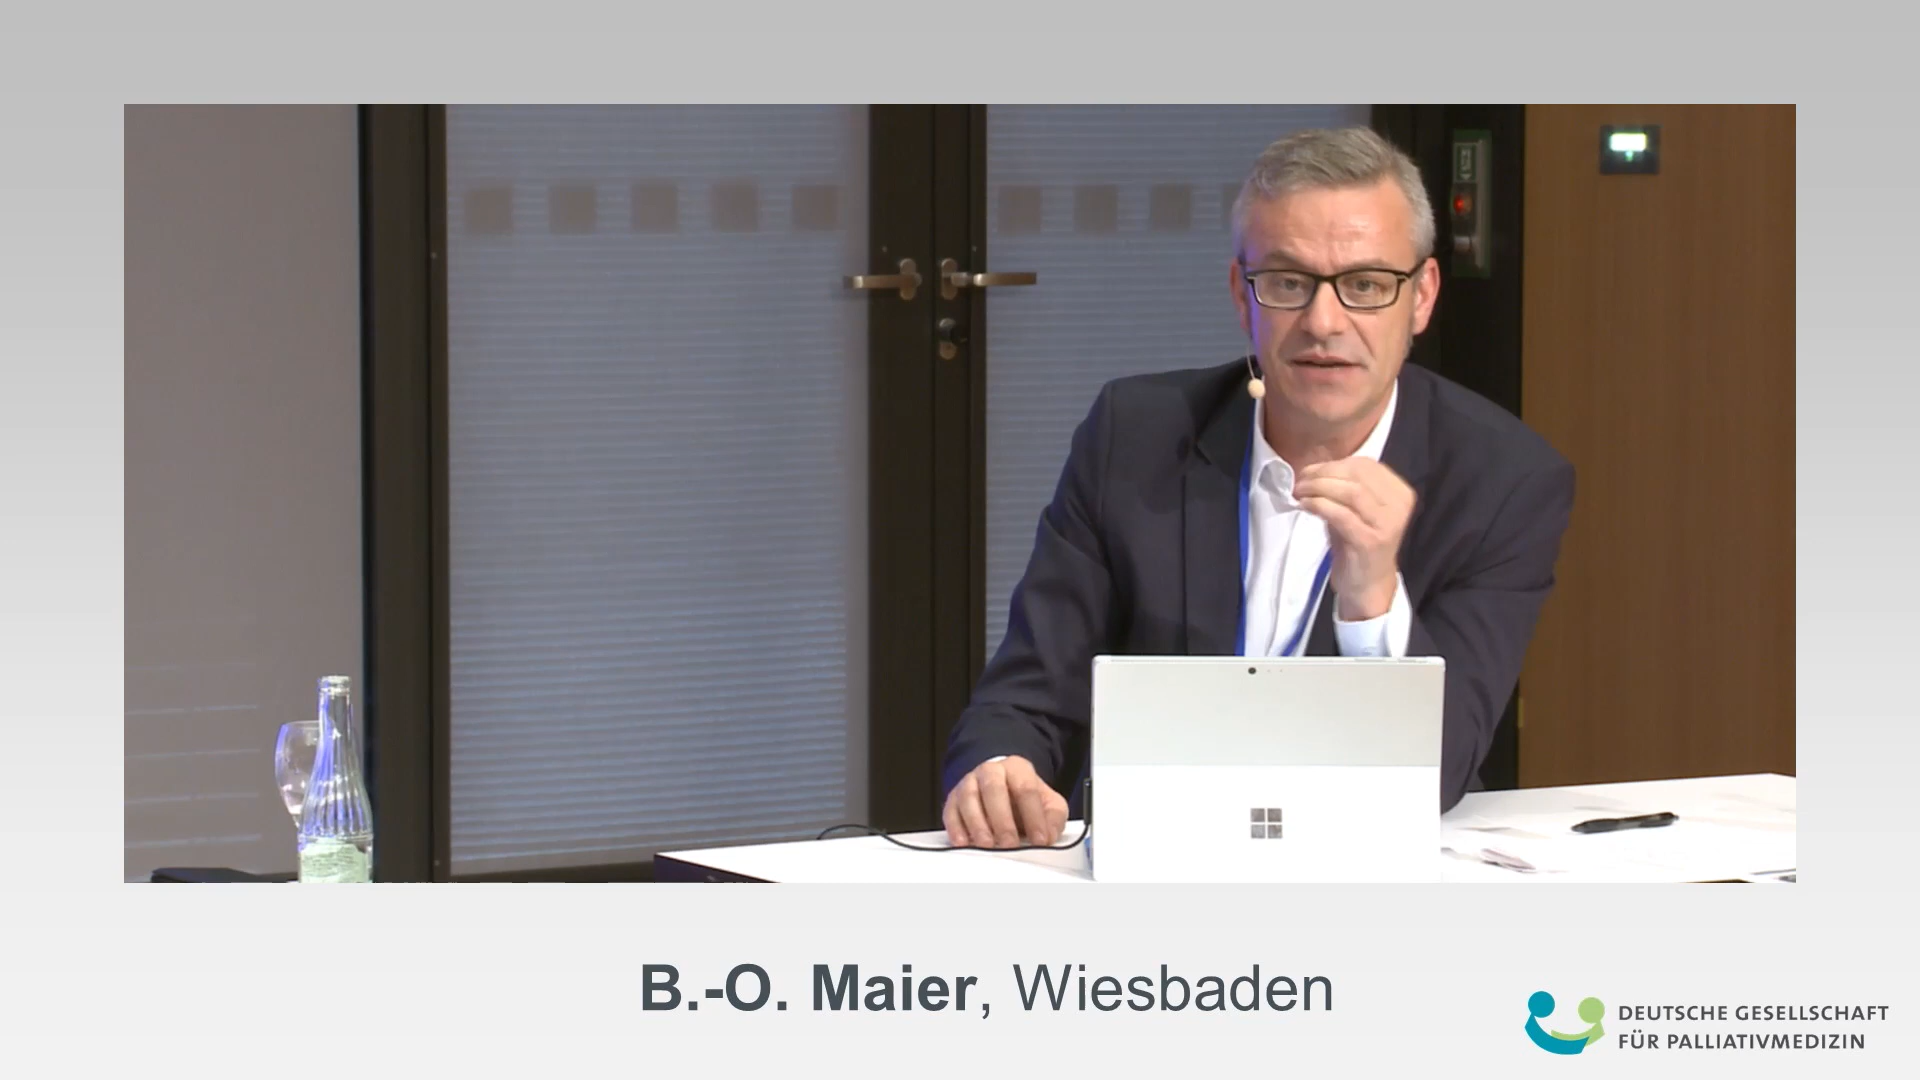 B.-O. Maier, Wiesbaden
DEUTSCHE GESELLSCHAFT
FÜR PALLIATIVMEDIZIN